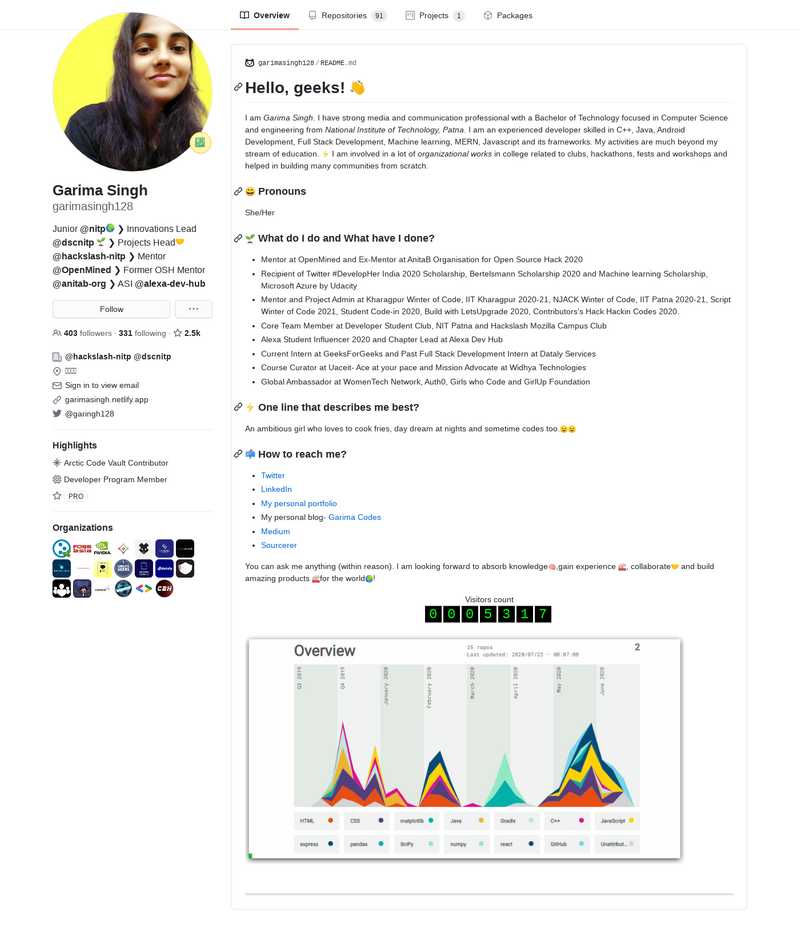 Overview
Repositories 91
Projects 1
Packages
Garima Singh
garimasingh128
Junior @nitp ❯ Innovations Lead
@dscnitp ❯ Projects Head
@hackslash-nitp ❯ Mentor
@OpenMined ❯ Former OSH Mentor
@anitab-org ❯ ASI @alexa-dev-hub
Follow
403 followers · 331 following · 2.5k
@hackslash-nitp @dscnitp
Sign in to view email
garimasingh.netlify.app
@garingh128
Highlights
Arctic Code Vault Contributor
Developer Program Member
PRO
Organizations
garimasingh128/README.md
Hello, geeks! 👋
I am Garima Singh. I have strong media and communication professional with a Bachelor of Technology focused in Computer Science
and engineering from National Institute of Technology, Patna. I am an experienced developer skilled in C++, Java, Android
Development, Full Stack Development, Machine learning, MERN, Javascript and its frameworks. My activities are much beyond my
stream of education. ⚡ I am involved in a lot of organizational works in college related to clubs, hackathons, fests and workshops and
helped in building many communities from scratch.
😄 Pronouns
She/Her
🌱 What do I do and What have I done?
Mentor at OpenMined and Ex-Mentor at AnitaB Organisation for Open Source Hack 2020
Recipient of Twitter #DevelopHer India 2020 Scholarship, Bertelsmann Scholarship 2020 and Machine learning Scholarship,
Microsoft Azure by Udacity
Mentor and Project Admin at Kharagpur Winter of Code, IIT Kharagpur 2020-21, NJACK Winter of Code, IIT Patna 2020-21, Script
Winter of Code 2021, Student Code-in 2020, Build with LetsUpgrade 2020, Contributors's Hack Hackin Codes 2020.
Core Team Member at Developer Student Club, NIT Patna and Hackslash Mozilla Campus Club
Alexa Student Influencer 2020 and Chapter Lead at Alexa Dev Hub
Current Intern at GeeksForGeeks and Past Full Stack Development Intern at Dataly Services
Course Curator at Uaceit- Ace at your pace and Mission Advocate at Widhya Technologies
Global Ambassador at WomenTech Network, Auth0, Girls who Code and GirlUp Foundation
⚡ One line that describes me best?
An ambitious girl who loves to cook fries, day dream at nights and sometime codes too.
📫 How to reach me?
Twitter
LinkedIn
My personal portfolio
My personal blog- Garima Codes
Medium
Sourcerer
You can ask me anything (within reason). I am looking forward to absorb knowledge,gain experience , collaborate and build
amazing products for the world!
Visitors count
0005317
Overview
15 repos
Last updated: 2020/07/22 - 00:07:09
2
Q3 2019
Q4 2019
January 2020
February 2020
March 2020
April 2020
May 2020
June 2020
HTML
CSS
matplotlib
Java
Gradle
C++
JavaScript
express
pandas
SciPy
numpy
react
GitHub
Unattribut...